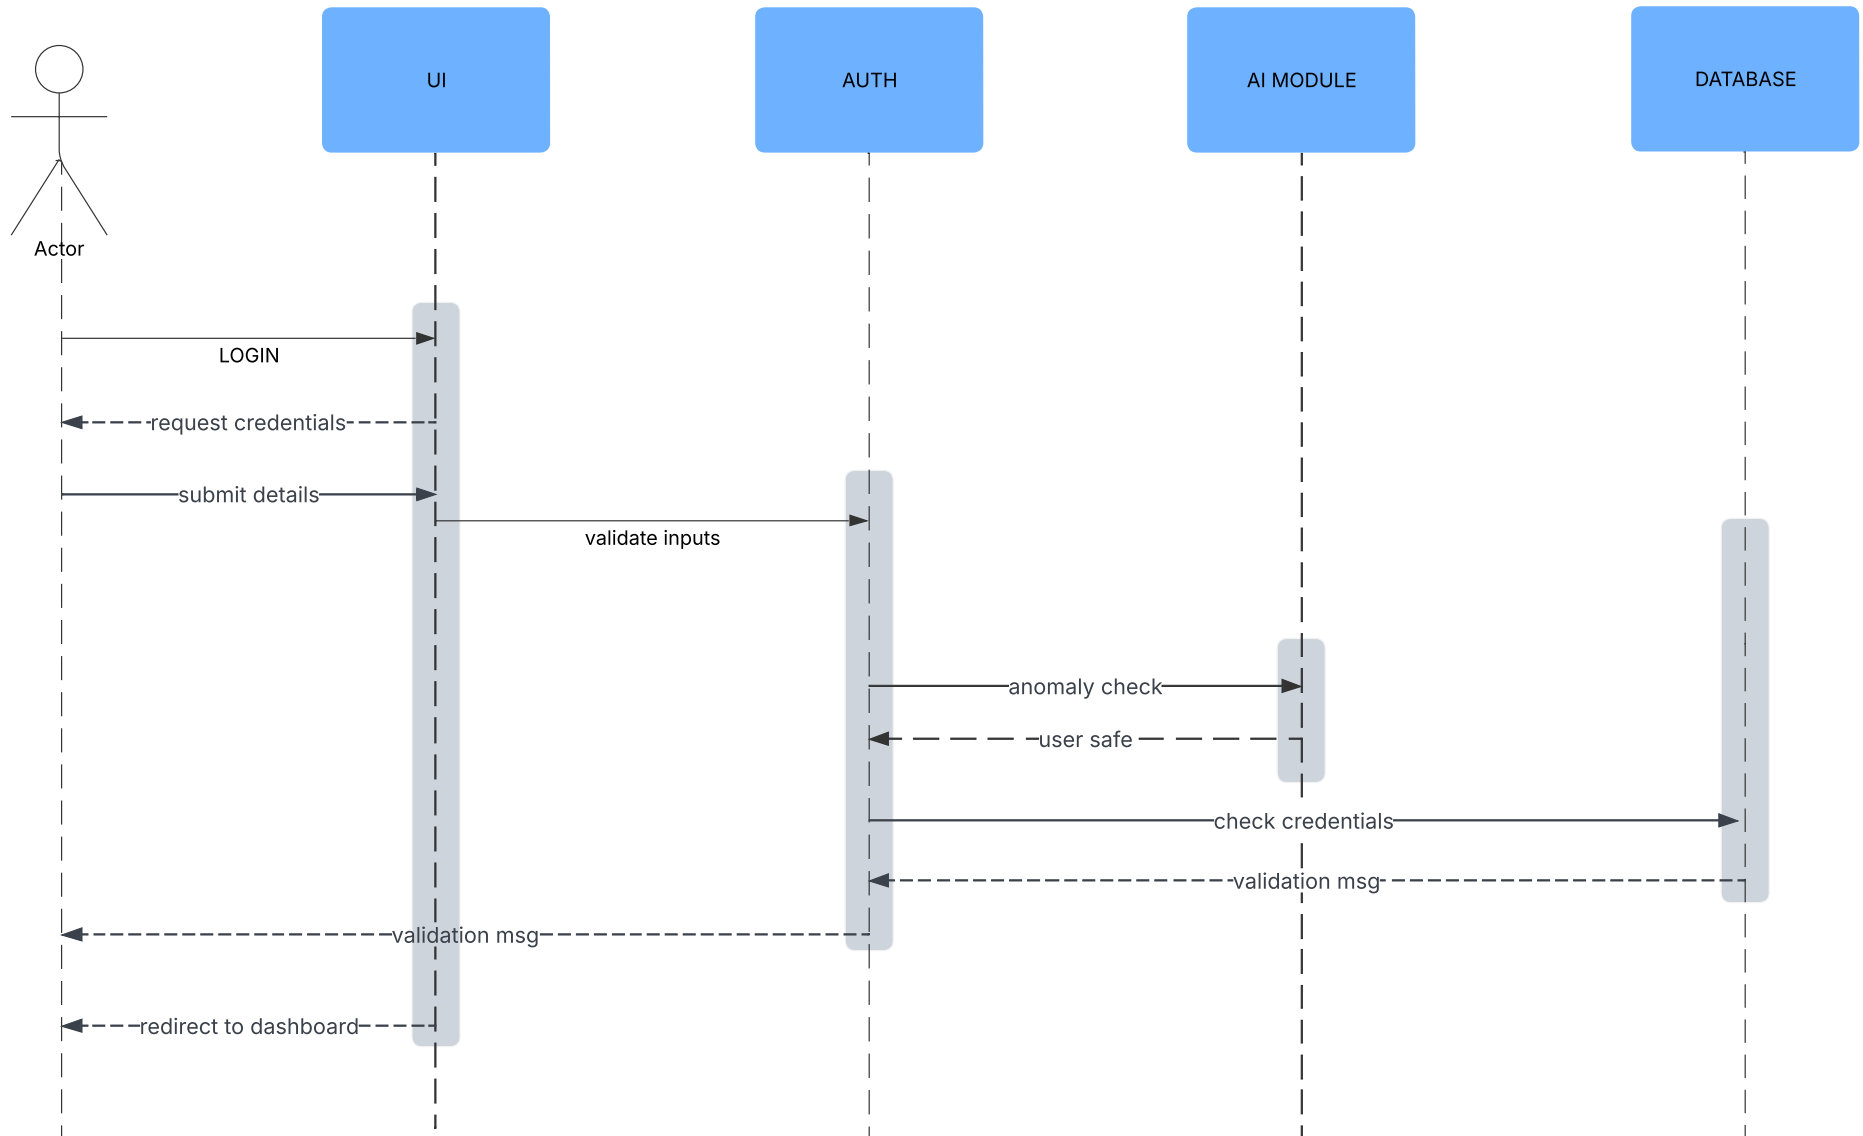 UI
AUTH
AI MODULE
DATABASE
Actor
LOGIN
request credentials
submit details
validate inputs
anomaly check
user safe
check credentials
validation msg
validation msg
redirect to dashboard